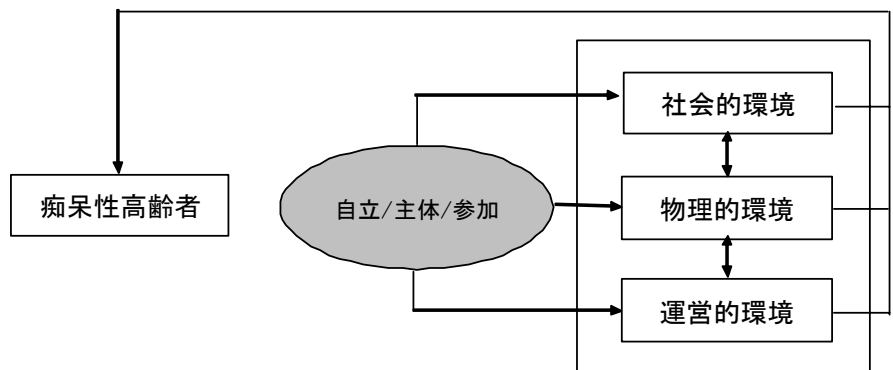 社会的環境
痴呆性高齢者
自立/主体/参加
物理的環境
運営的環境